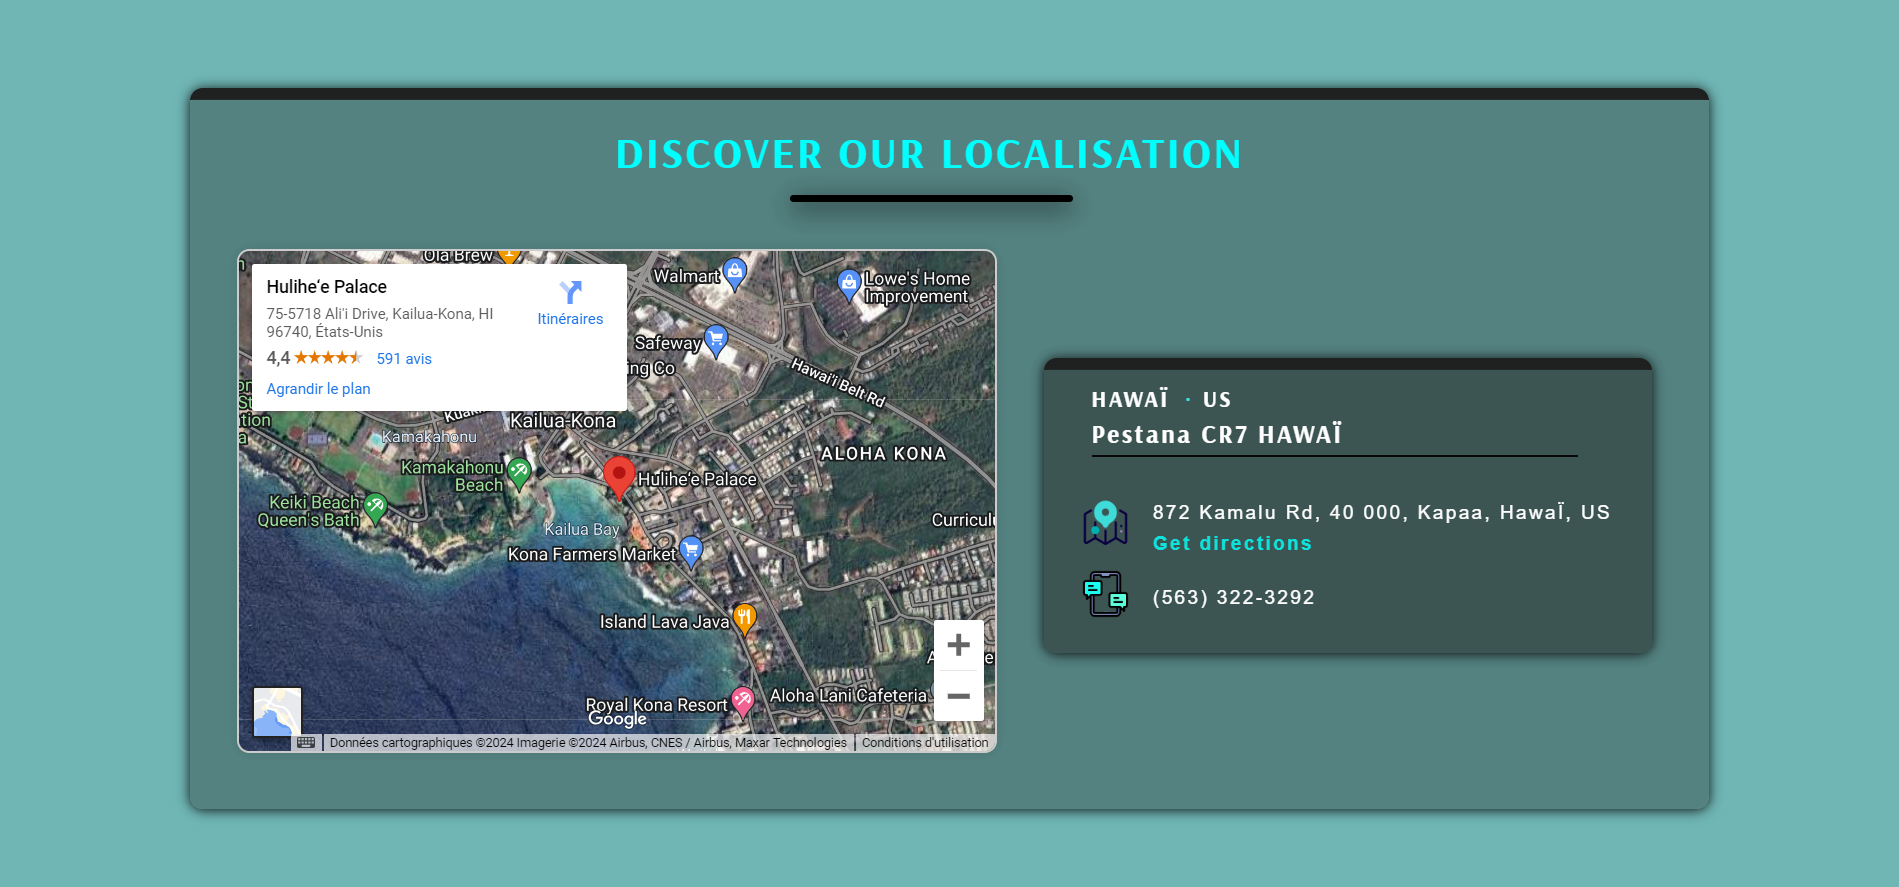 DISCOVER OUR LOCALISATION
Ola Brew
Hulihe‘e Palace
75-5718 Ali'i Drive, Kailua-Kona, HI
96740, États-Unis
4,4
591 avis
Agrandir le plan
Itinéraires
Walmart
Lowe's Home
Improvement
Safeway
ing Co
Hawai'i Belt Rd
Kailua-Kona
Kamakahonu
ALOHA KONA
Kamakahonu
Beach
Hulihe‘e Palace
Keiki Beach
Queen's Bath
Kailua Bay
Kona Farmers Market
Island Lava Java
Royal Kona Resort
Aloha Lani Cafeteria
Google
Données cartographiques ©2024 Imagerie ©2024 Airbus, CNES / Airbus, Maxar Technologies
Conditions d'utilisation
HAWAÏ · US
Pestana CR7 HAWAÏ
872 Kamalu Rd, 40 000, Kapaa, HawaÏ, US
Get directions
(563) 322-3292